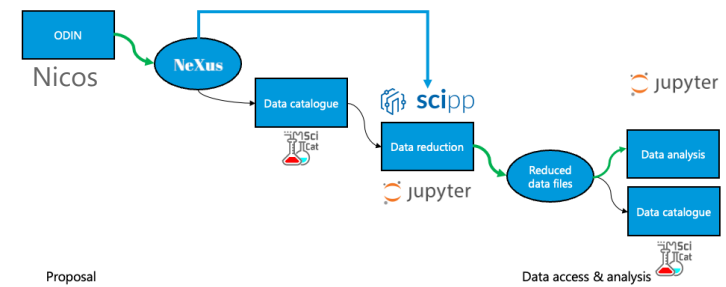 ODIN
Nicos
NeXus
Data catalogue
SciCat
scipp
Data reduction
jupyter
Reduced
data files
jupyter
Data analysis
Data catalogue
SciCat
Proposal
Data access & analysis